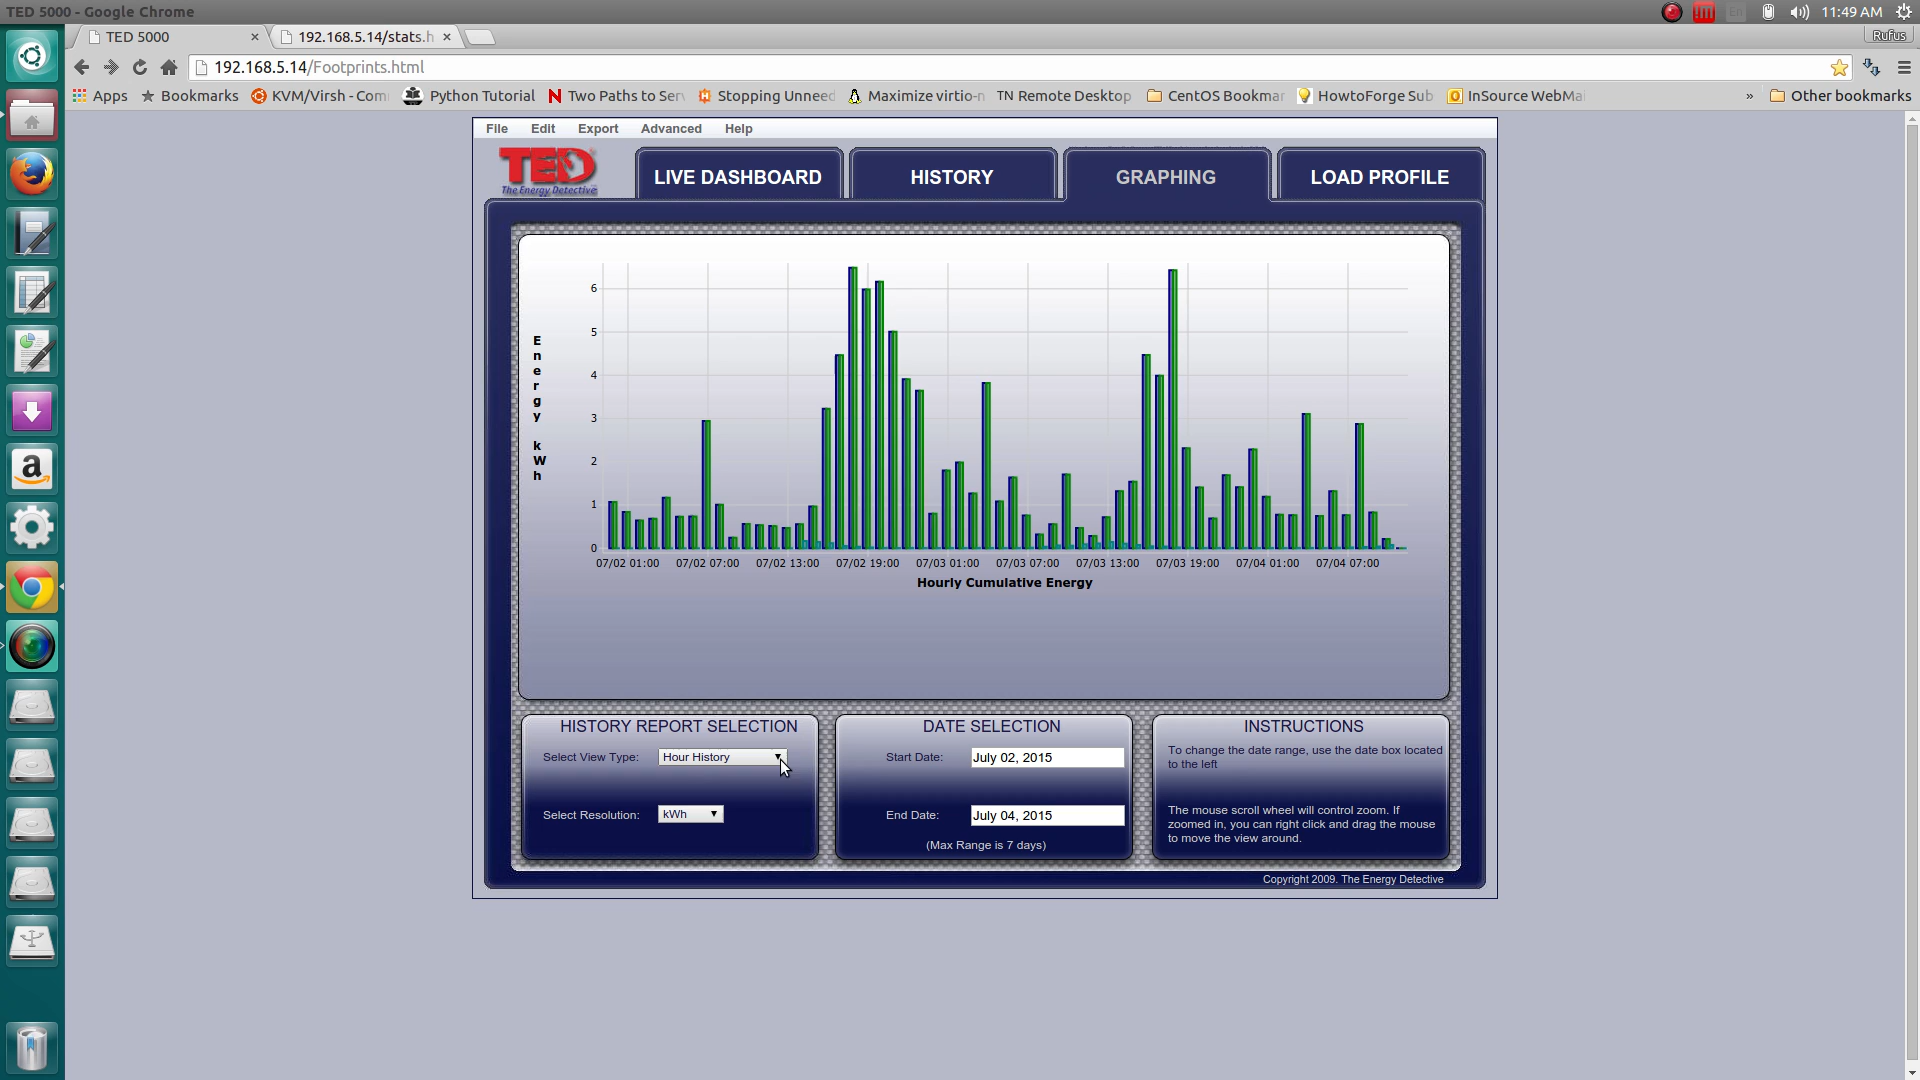 TED 5000 - Google Chrome
En
11:49 AM
TED 5000
192.168.5.14/stats.h
Rufus
192.168.5.14/Footprints.html
Apps
Bookmarks
KVM/Virsh - Com
Python Tutorial
Two Paths to Ser
Stopping Unneed
Maximize virtio-n
TN Remote Desktop
CentOS Bookmar
HowtoForge Sub
InSource WebMa
»
Other bookmarks
File Edit Export Advanced Help
TED
The Energy Detective
LIVE DASHBOARD
HISTORY
GRAPHING
LOAD PROFILE
Energy kWh
6
5
4
3
2
1
0
07/02 01:00 07/02 07:00 07/02 13:00 07/02 19:00 07/03 01:00 07/03 07:00 07/03 13:00 07/03 19:00 07/04 01:00 07/04 07:00
Hourly Cumulative Energy
HISTORY REPORT SELECTION
Select View Type: Hour History
Select Resolution: kWh
DATE SELECTION
Start Date: July 02, 2015
End Date: July 04, 2015
(Max Range is 7 days)
INSTRUCTIONS
To change the date range, use the date box located
to the left
The mouse scroll wheel will control zoom. If
zoomed in, you can right click and drag the mouse
to move the view around.
Copyright 2009. The Energy Detective